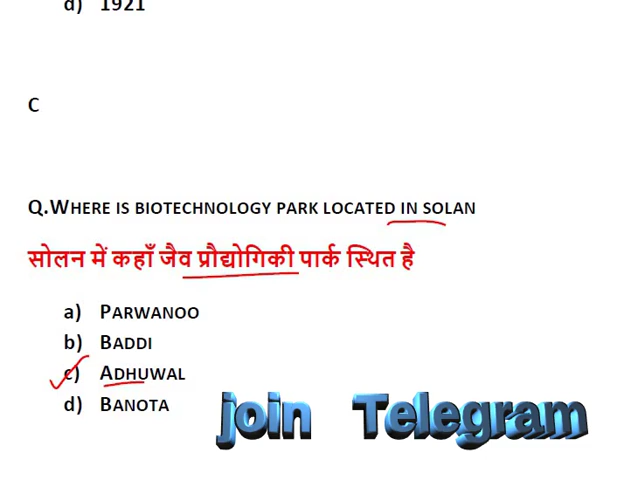 d) 1921
C
Q.WHERE IS BIOTECHNOLOGY PARK LOCATED IN SOLAN
सोलन में कहाँ जैव प्रौद्योगिकी पार्क स्थित है
a) PARWANOO
b) BADDI
c) ADHUWAL
d) BANOTA
join Telegram